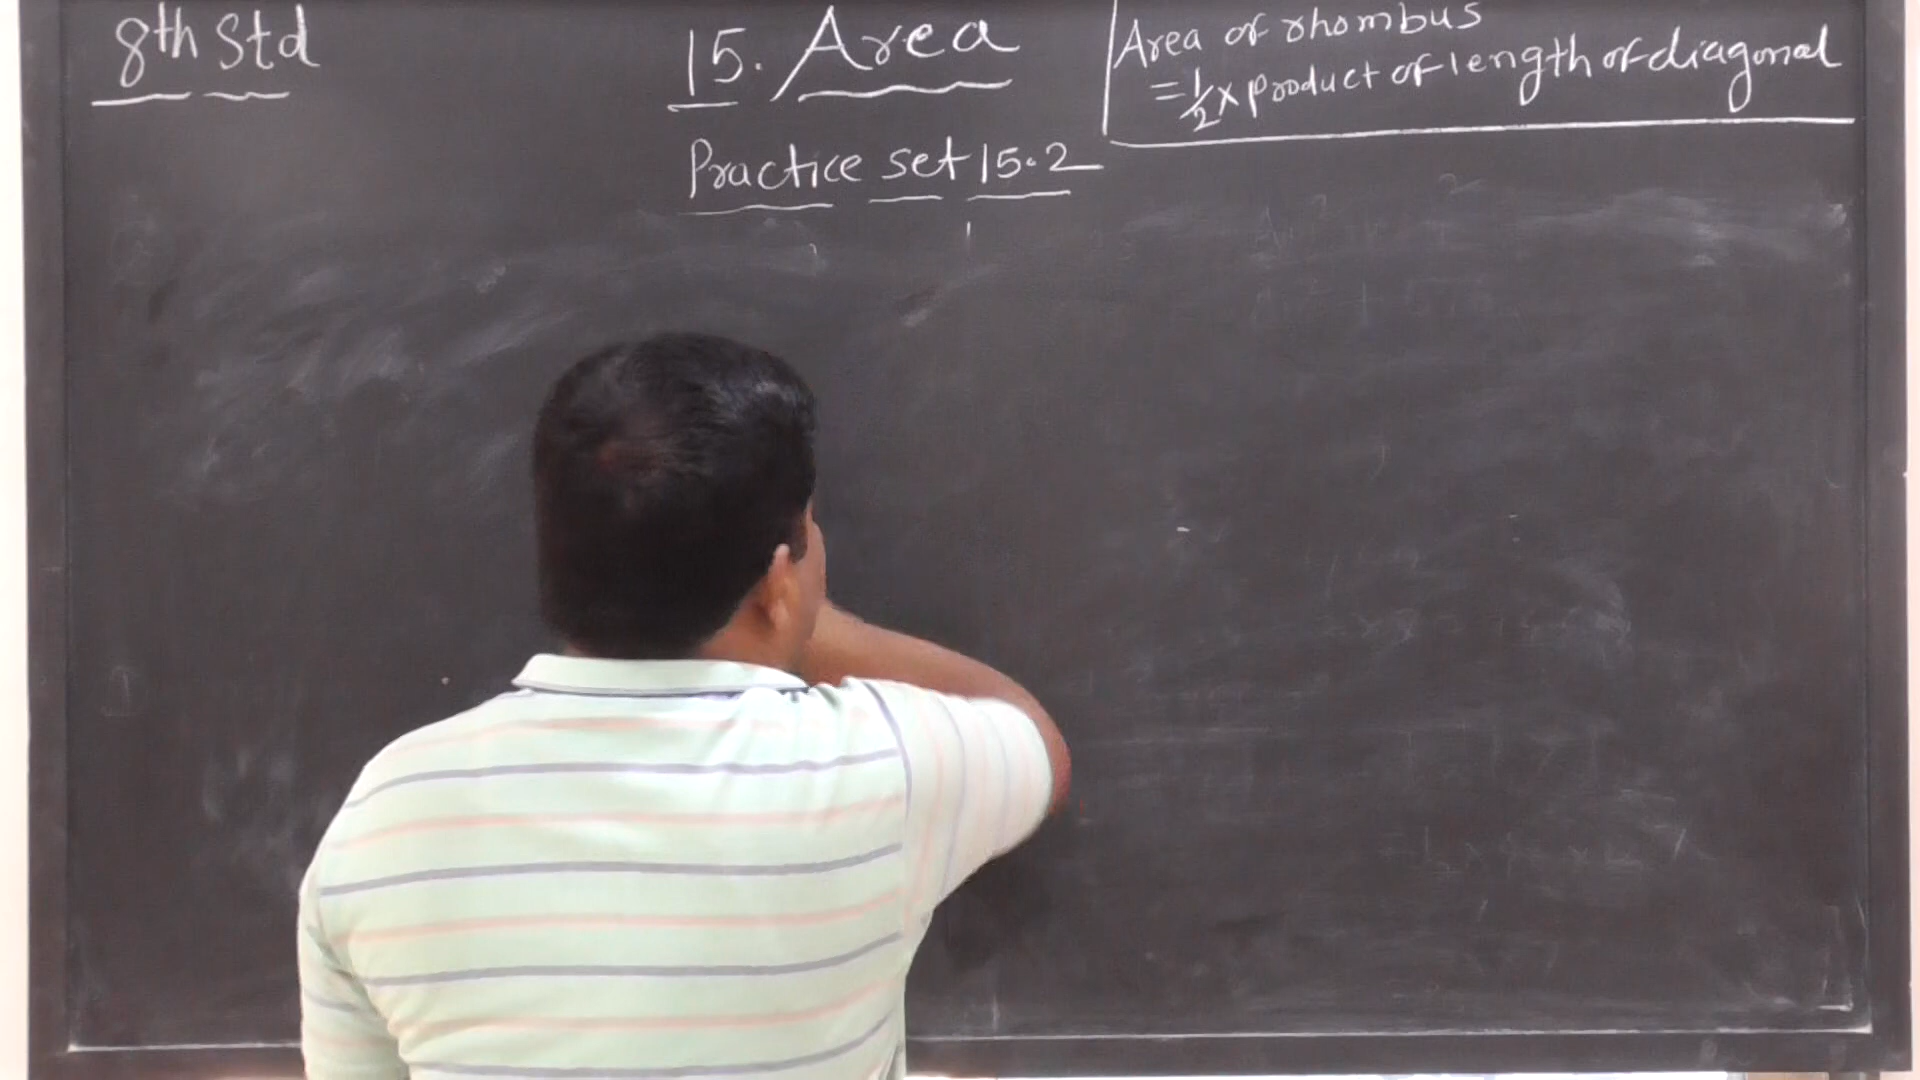 8th Std
15. Area
Practice set 15.2
Area of rhombus
= 1/2 x product of length of diagonal